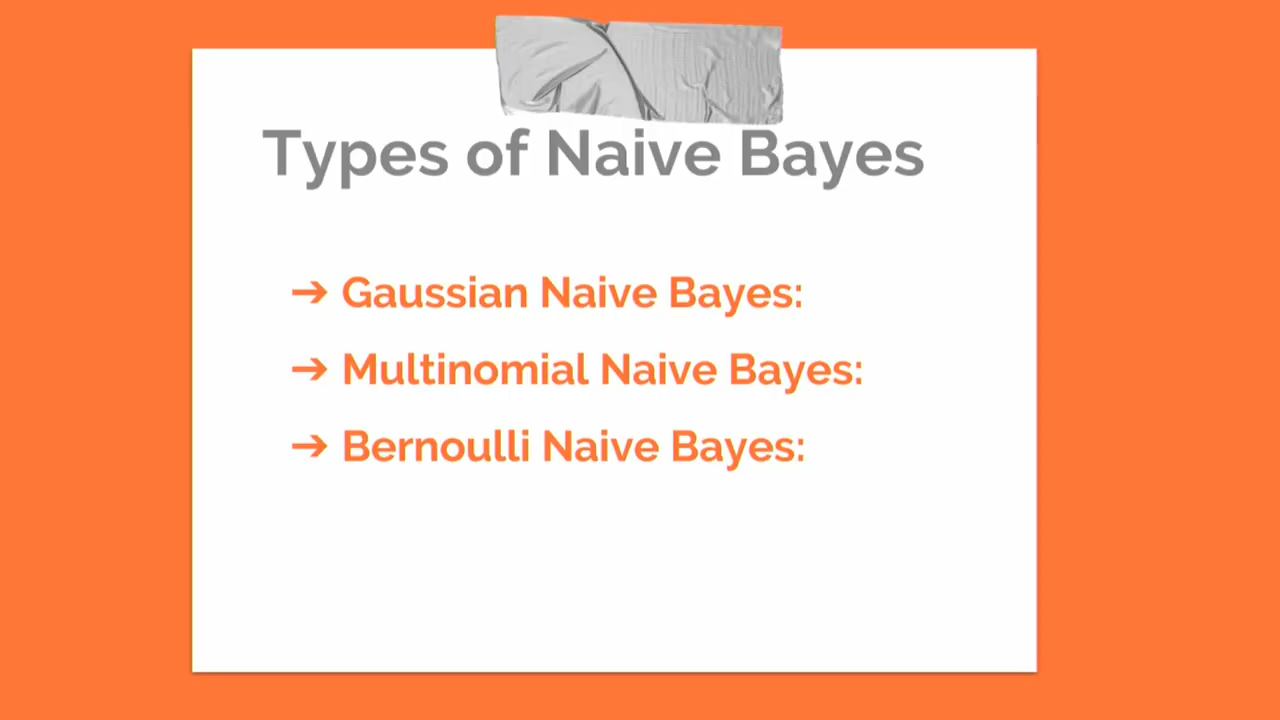 Types of Naive Bayes
➔ Gaussian Naive Bayes:
➔ Multinomial Naive Bayes:
➔ Bernoulli Naive Bayes: